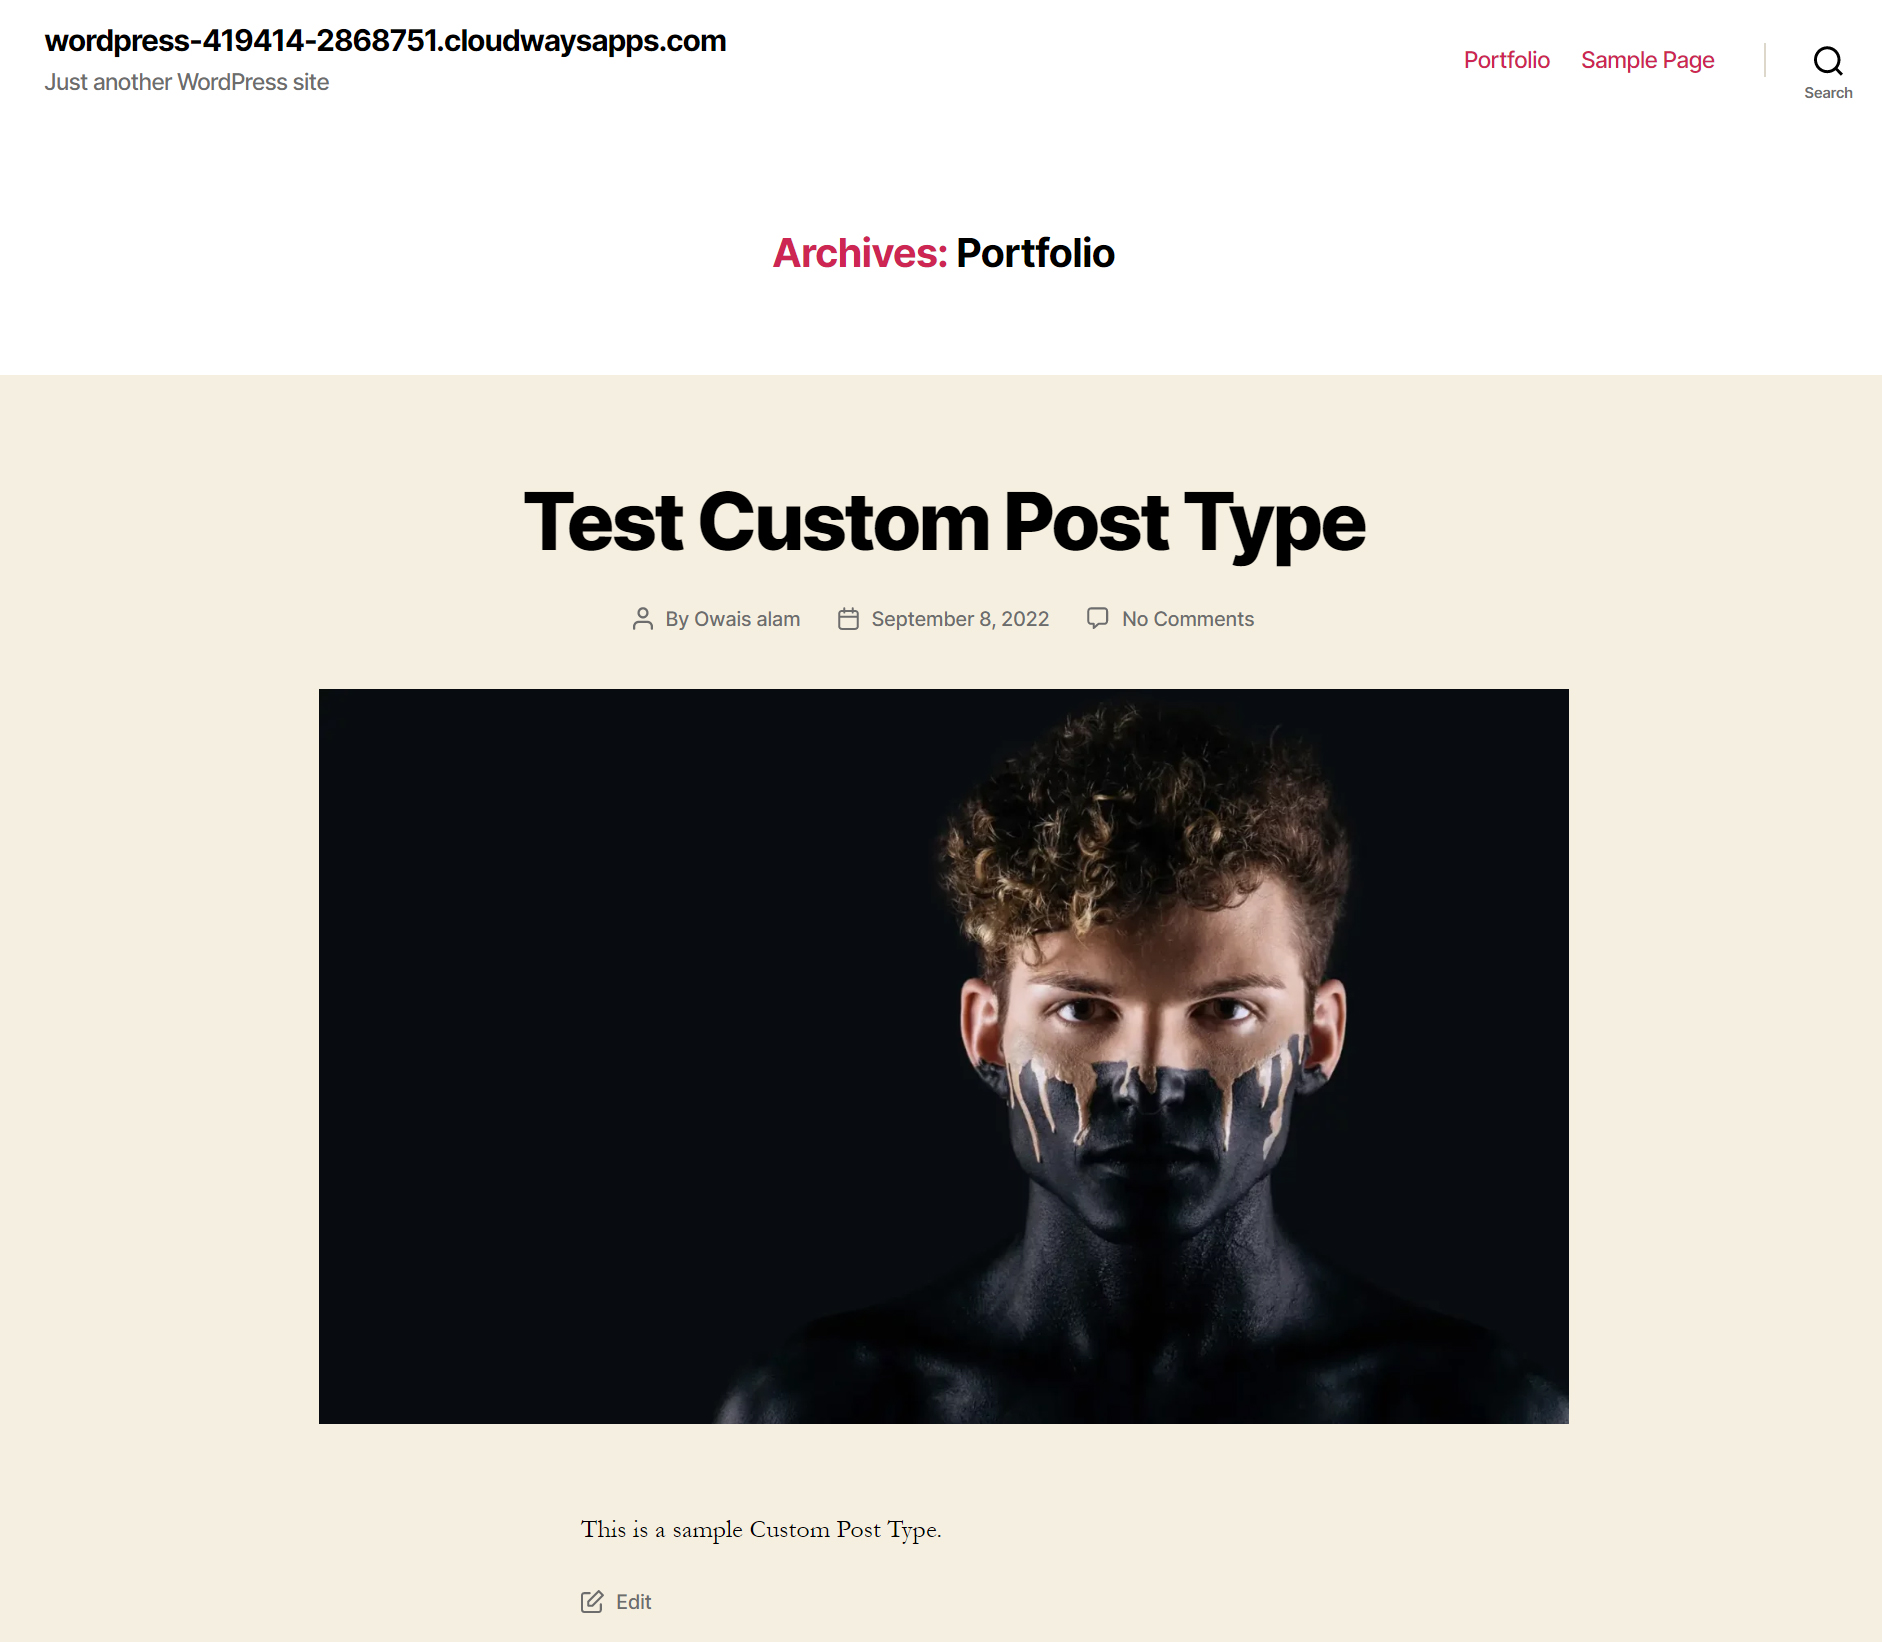 wordpress-419414-2868751.cloudwaysapps.com
Just another WordPress site
Portfolio Sample Page
Search
Archives: Portfolio
Test Custom Post Type
By Owais alam September 8, 2022 No Comments
This is a sample Custom Post Type.
Edit